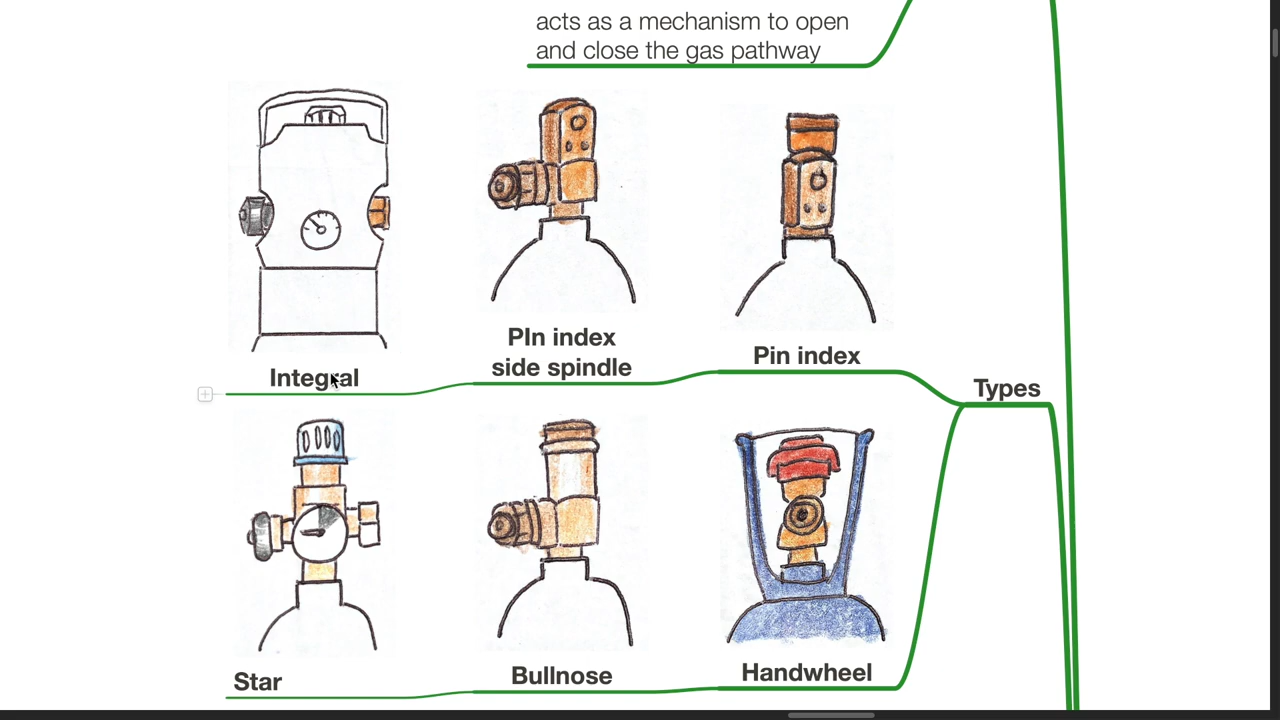 acts as a mechanism to open
and close the gas pathway
PIn index
side spindle
Pin index
Integral
Types
Star
Bullnose
Handwheel